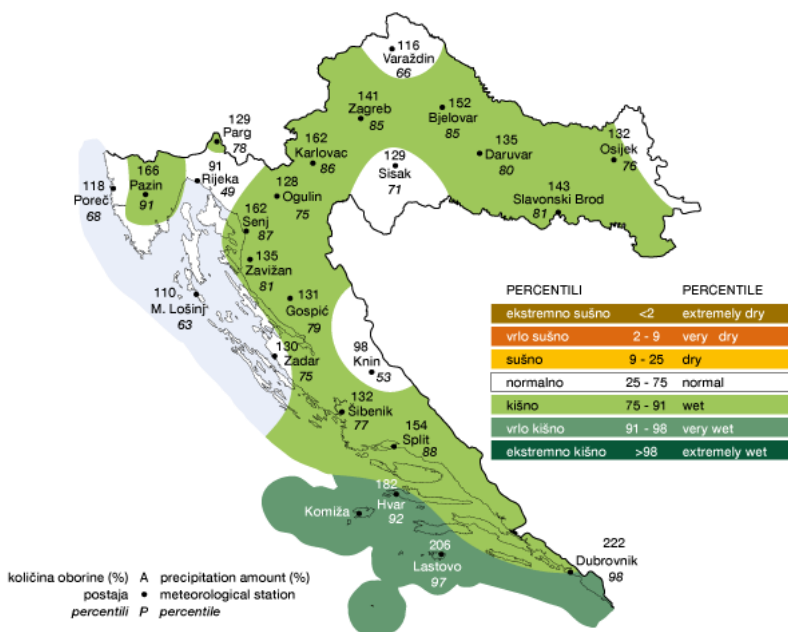 116
Varaždin
66
141
Zagreb
85
152
Bjelovar
85
129
Parg
78
162
Karlovac
86
135
Daruvar
80
132
Osijek
76
129
Sisak
71
166
Pazin
91
91
Rijeka
49
118
Poreč
68
128
Ogulin
75
143
Slavonski Brod
81
162
Senj
87
135
Zavižan
81
110
M. Lošinj
63
131
Gospić
79
130
Zadar
75
98
Knin
53
132
Šibenik
77
154
Split
88
182
Hvar
92
Komiža
206
Lastovo
97
222
Dubrovnik
98
PERCENTILI PERCENTILE
ekstremno sušno <2 extremely dry
vrlo sušno 2 - 9 very dry
sušno 9 - 25 dry
normalno 25 - 75 normal
kišno 75 - 91 wet
vrlo kišno 91 - 98 very wet
ekstremno kišno >98 extremely wet
količina oborine (%) A precipitation amount (%)
postaja • meteorological station
percentili P percentile